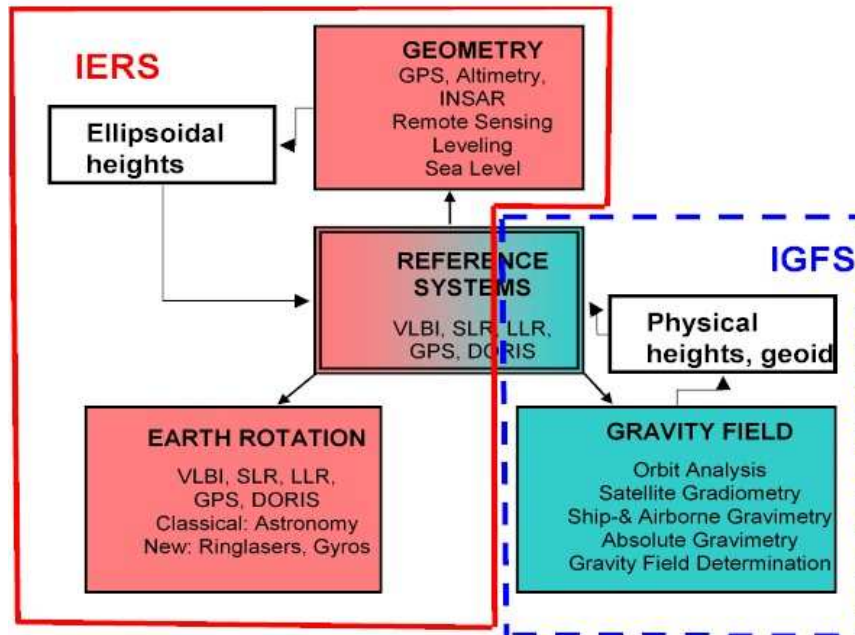 IERS
GEOMETRY
GPS, Altimetry,
INSAR
Remote Sensing
Leveling
Sea Level
Ellipsoidal
heights
REFERENCE
SYSTEMS
VLBI, SLR, LLR,
GPS, DORIS
IGFS
Physical
heights, geoid
EARTH ROTATION
VLBI, SLR, LLR,
GPS, DORIS
Classical: Astronomy
New: Ringlasers, Gyros
GRAVITY FIELD
Orbit Analysis
Satellite Gradiometry
Ship-& Airborne Gravimetry
Absolute Gravimetry
Gravity Field Determination